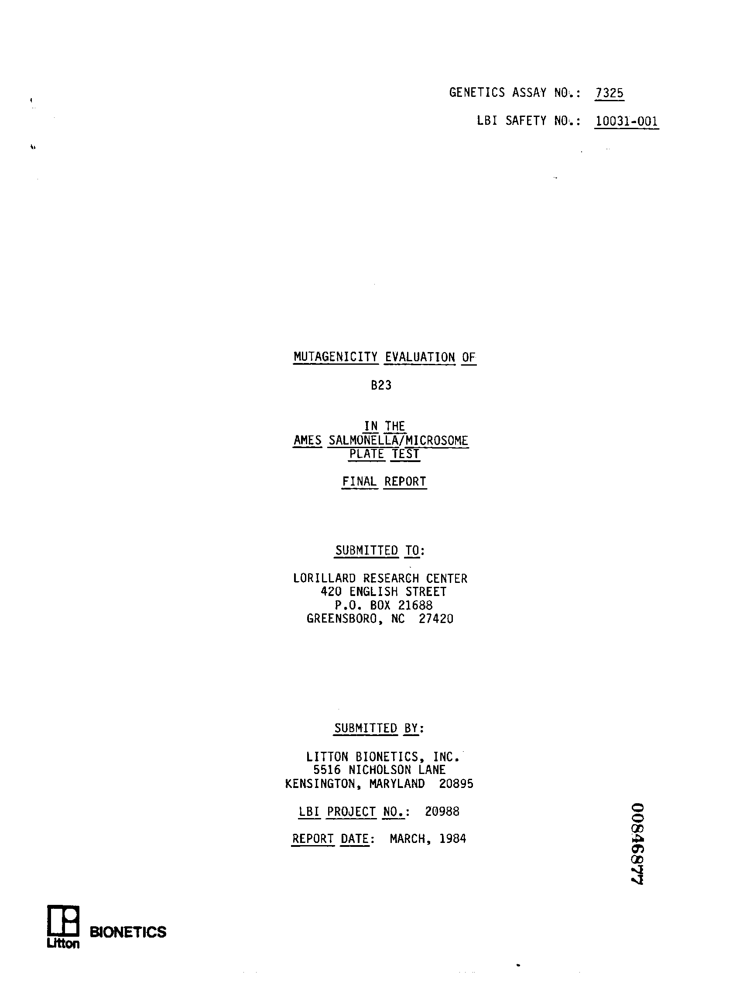 GENETICS ASSAY NO.: 7325
LBI SAFETY NO.: 10031-001
MUTAGENICITY EVALUATION OF
B23
IN THE
AMES SALMONELLA/MICROSOME
PLATE TEST
FINAL REPORT
SUBMITTED TO:
LORILLARD RESEARCH CENTER
420 ENGLISH STREET
P.O. BOX 21688
GREENSBORO, NC 27420
SUBMITTED BY:
LITTON BIONETICS, INC.
5516 NICHOLSON LANE
KENSINGTON, MARYLAND 20895
LBI PROJECT NO.: 20988
REPORT DATE: MARCH, 1984
00846877
Litton
BIONETICS